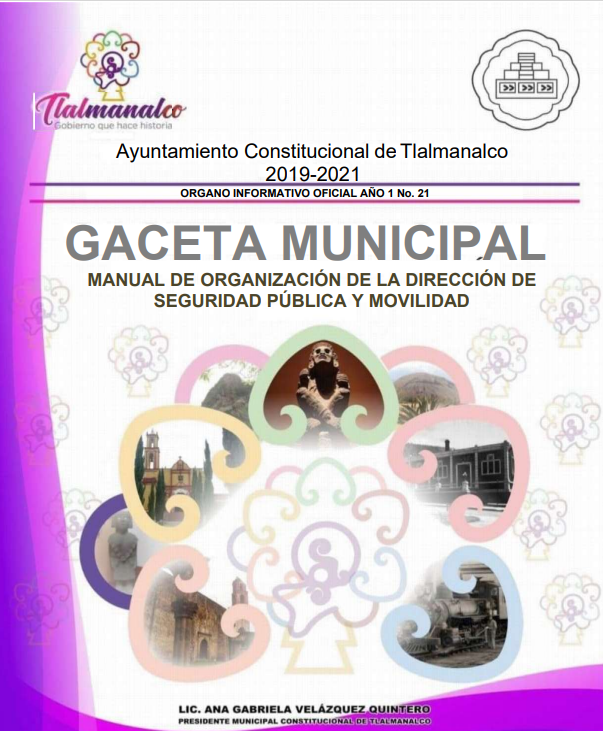 Tlalmanalco
Gobierno que hace historia
Ayuntamiento Constitucional de Tlalmanalco
2019-2021
ORGANO INFORMATIVO OFICIAL AÑO 1 No. 21
GACETA MUNICIPAL
MANUAL DE ORGANIZACIÓN DE LA DIRECCIÓN DE
SEGURIDAD PÚBLICA Y MOVILIDAD
LIC. ANA GABRIELA VELÁZQUEZ QUINTERO
PRESIDENTE MUNICIPAL CONSTITUCIONAL DE TLALMANALCO